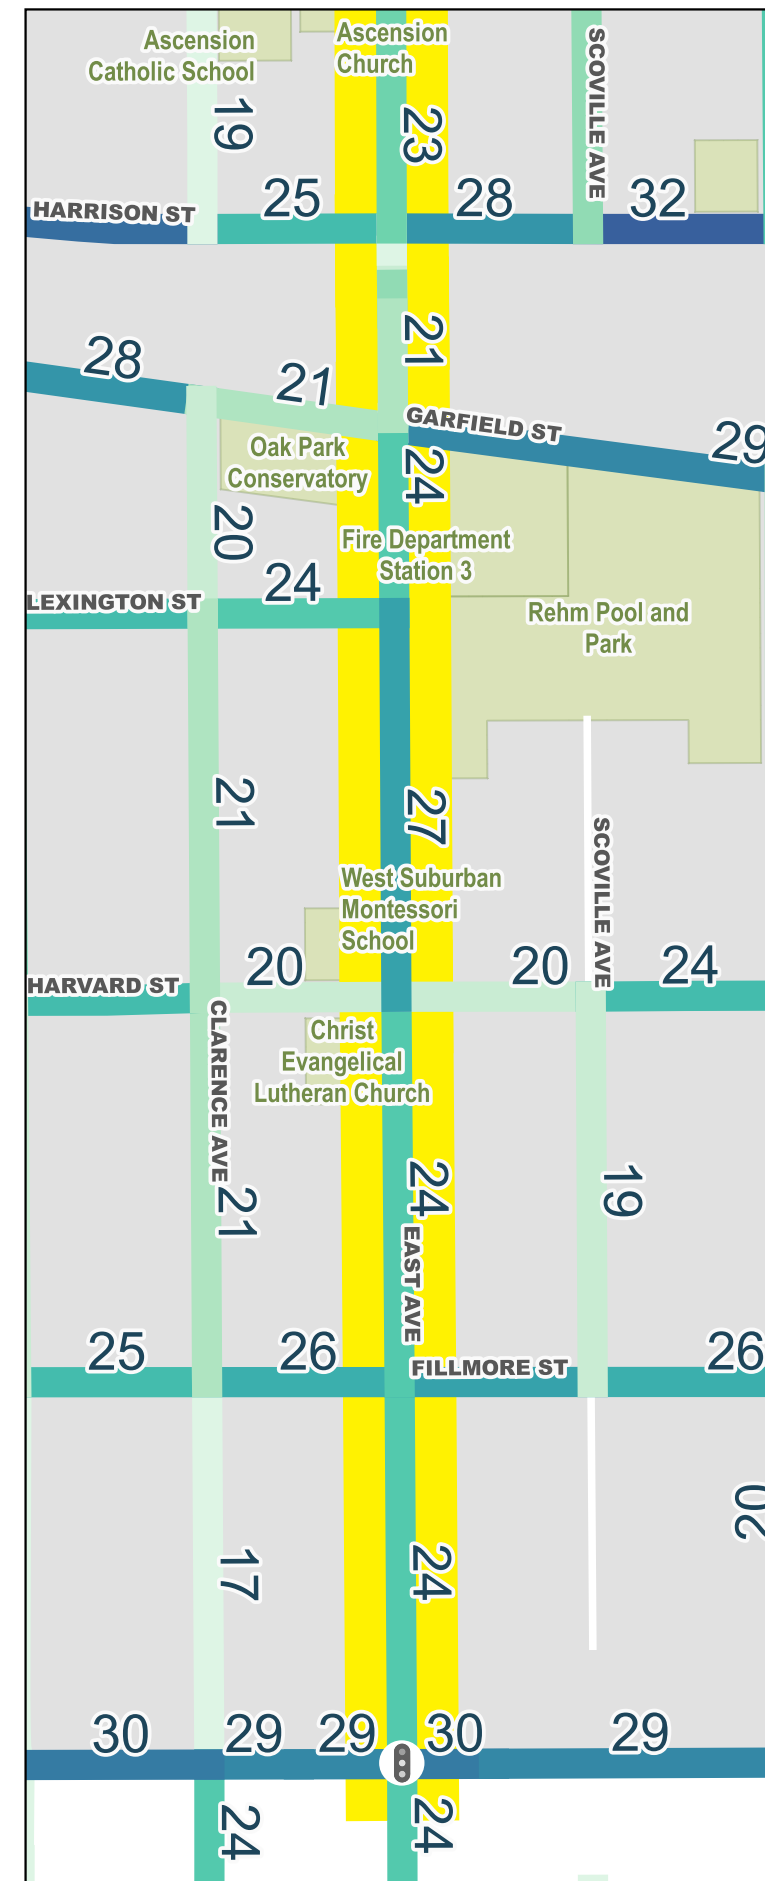 Ascension
Catholic School
Ascension
Church
SCOVILLE AVE
19
23
HARRISON ST
25
28
32
28
21
21
GARFIELD ST
29
Oak Park
Conservatory
24
20
Fire Department
Station 3
LEXINGTON ST
24
Rehm Pool and
Park
21
27
SCOVILLE AVE
West Suburban
Montessori
School
HARVARD ST
20
20
24
CLARENCE AVE
Christ
Evangelical
Lutheran Church
21
24
19
EAST AVE
25
26
FILLMORE ST
26
17
24
20
30
29
29
30
29
24
24